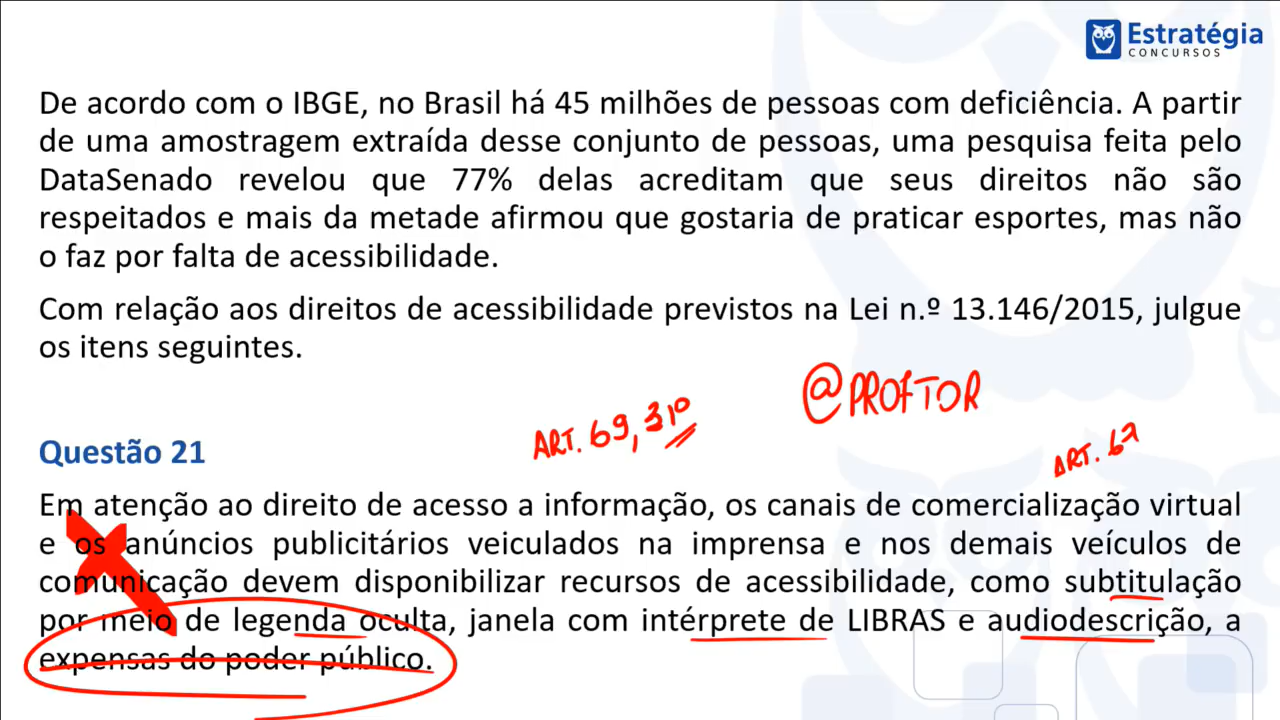 Estratégia
CONCURSOS
De acordo com o IBGE, no Brasil há 45 milhões de pessoas com deficiência. A partir
de uma amostragem extraída desse conjunto de pessoas, uma pesquisa feita pelo
DataSenado revelou que 77% delas acreditam que seus direitos não são
respeitados e mais da metade afirmou que gostaria de praticar esportes, mas não
o faz por falta de acessibilidade.
Com relação aos direitos de acessibilidade previstos na Lei n.º 13.146/2015, julgue
os itens seguintes.
@PROFTOR
ART. 69, §1º
ART. 67
Questão 21
Em atenção ao direito de acesso a informação, os canais de comercialização virtual
e os anúncios publicitários veiculados na imprensa e nos demais veículos de
comunicação devem disponibilizar recursos de acessibilidade, como subtitulação
por meio de legenda oculta, janela com intérprete de LIBRAS e audiodescrição, a
expensas do poder público.